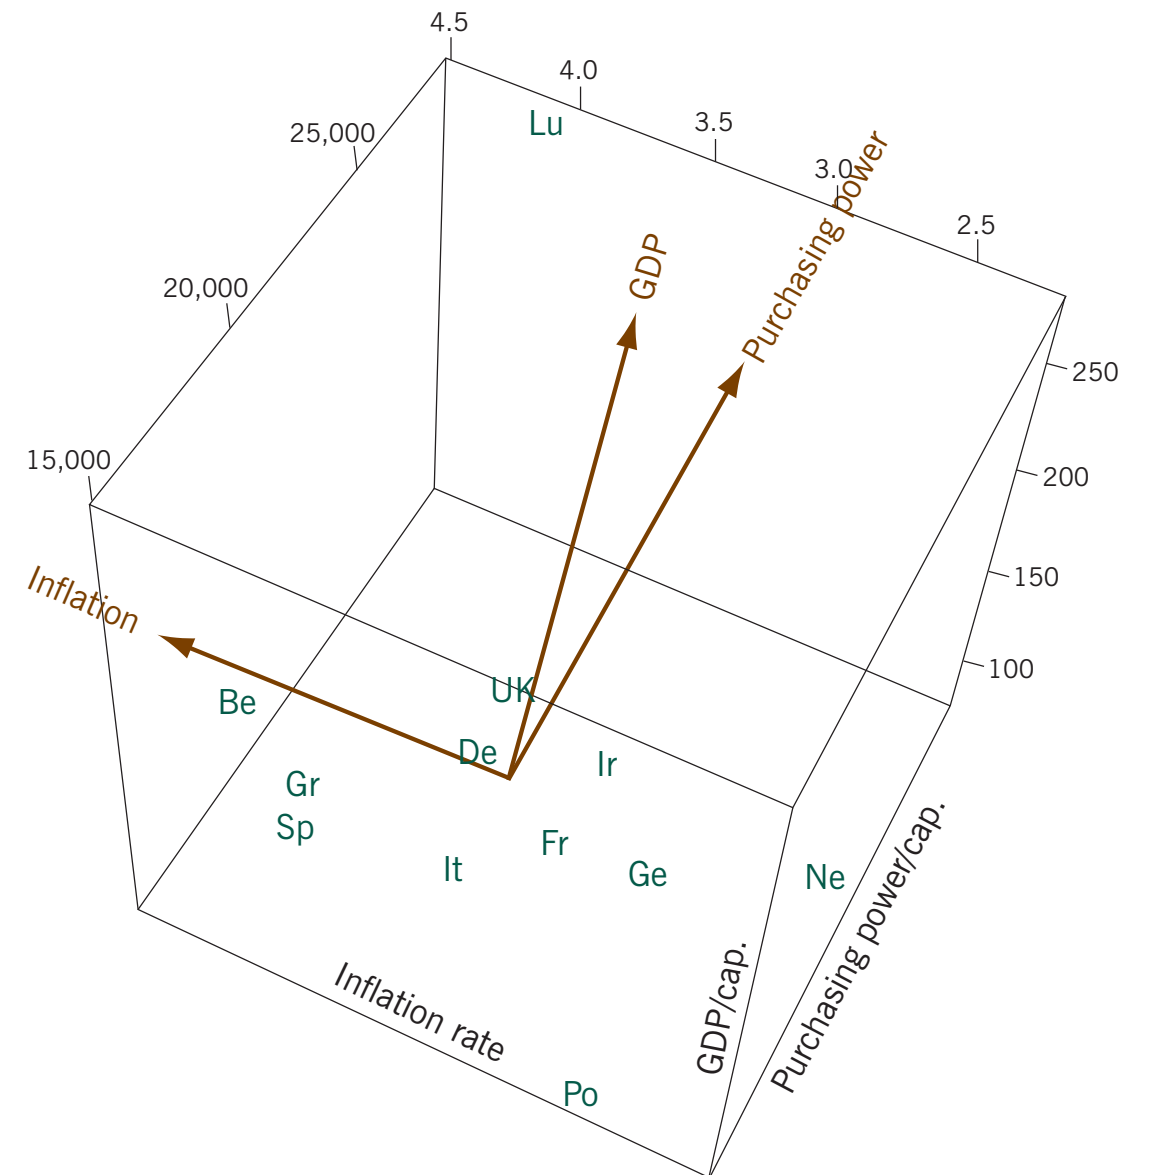 4.5
4.0
Lu
3.5
25,000
3.0
Purchasing power
2.5
GDP
20,000
250
15,000
200
150
Inflation
100
UK
Be
De
Ir
Gr
Sp
Fr
It
Ge
Ne
Purchasing power/cap.
GDP/cap.
Inflation rate
Po